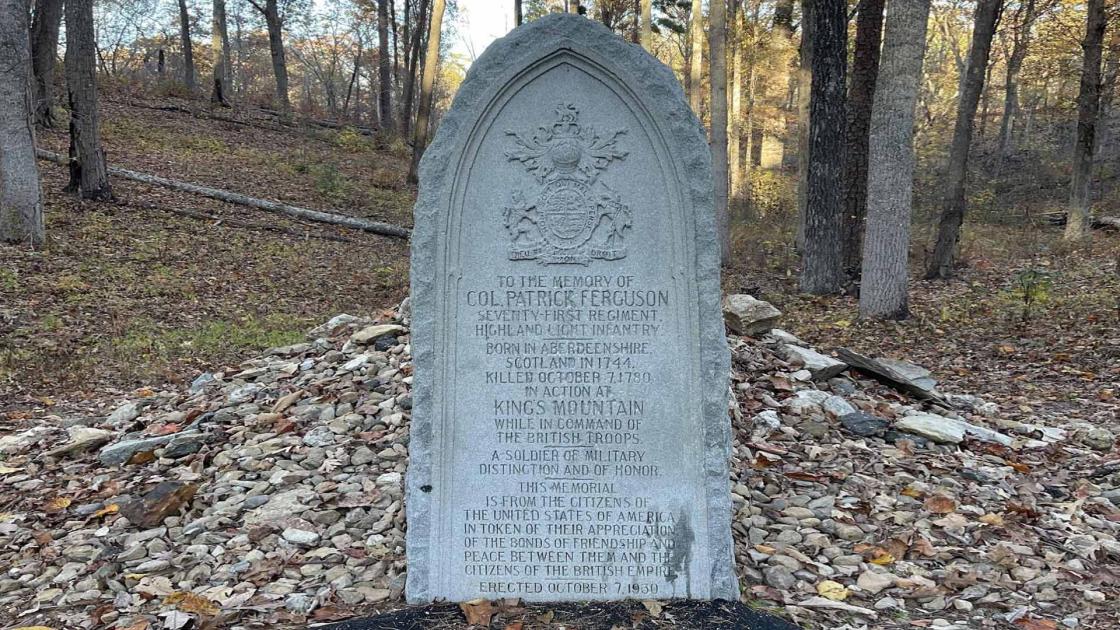 DIEU ET MON DROIT
TO THE MEMORY OF
COL. PATRICK FERGUSON
SEVENTY-FIRST REGIMENT.
HIGHLAND LIGHT INFANTRY.
BORN IN ABERDEENSHIRE.
SCOTLAND IN 1744.
KILLED OCTOBER 7,1780.
IN ACTION AT
KINGS MOUNTAIN
WHILE IN COMMAND OF
THE BRITISH TROOPS.
A SOLDIER OF MILITARY
DISTINCTION AND OF HONOR.
THIS MEMORIAL
IS FROM THE CITIZENS OF
THE UNITED STATES OF AMERICA
IN TOKEN OF THEIR APPRECIATION
OF THE BONDS OF FRIENDSHIP AND
PEACE BETWEEN THEM AND THE
CITIZENS OF THE BRITISH EMPIRE.
ERECTED OCTOBER 7,1930